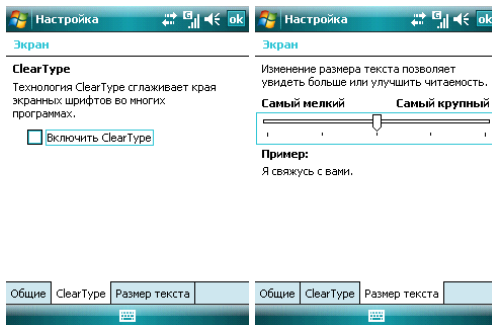 Настройка
ok
Экран
ClearType
Технология ClearType сглаживает края
экранных шрифтов во многих
программах.
Включить ClearType
Общие ClearType Размер текста
Настройка
ok
Экран
Изменение размера текста позволяет
увидеть больше или улучшить читаемость.
Самый мелкий Самый крупный
Пример:
Я свяжусь с вами.
Общие ClearType Размер текста